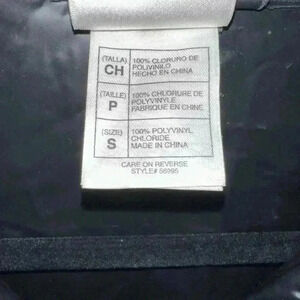 (TALLA) 100% CLORURO DE
CH POLIVINILO
HECHO EN CHINA
(TAILLE) 100% CHLORURE DE
P POLYVINYLE
FABRIQUE EN CHINE
(SIZE) 100% POLYVINYL
S CHLORIDE
MADE IN CHINA
CARE ON REVERSE
STYLE# 56995